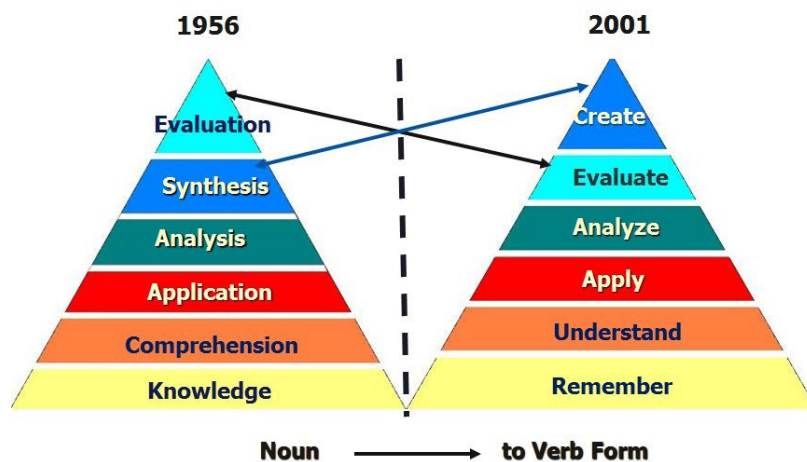 1956
Evaluation
Synthesis
Analysis
Application
Comprehension
Knowledge
2001
Create
Evaluate
Analyze
Apply
Understand
Remember
Noun to Verb Form